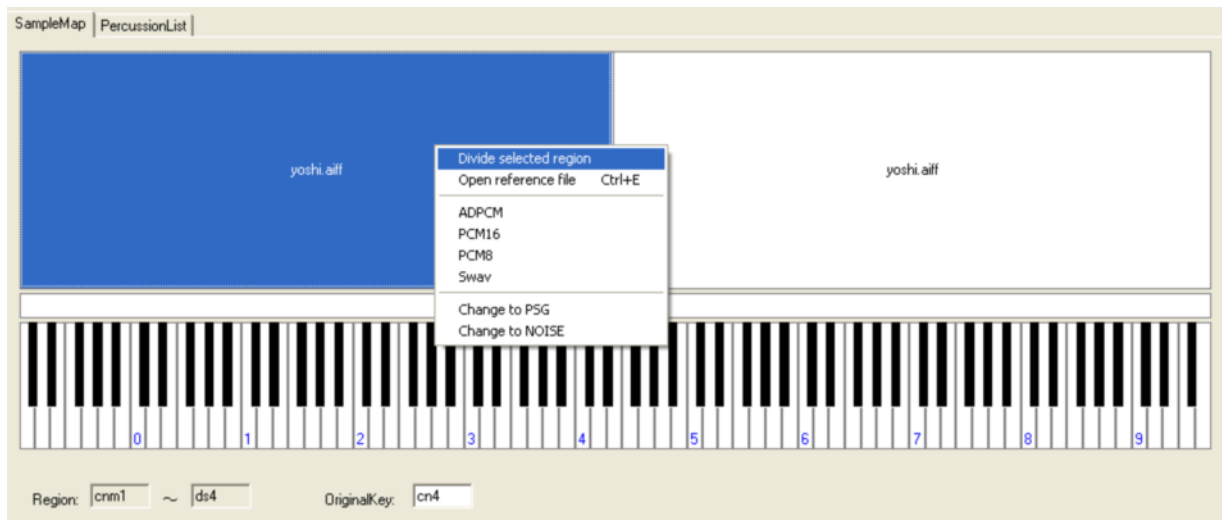 SampleMap PercussionList
yoshi.aiff
yoshi.aiff
Divide selected region
Open reference file Ctrl+E
ADPCM
PCM16
PCM8
Swav
Change to PSG
Change to NOISE
0 1 2 3 4 5 6 7 8 9
Region: cnm1 ~ ds4 OriginalKey: cn4